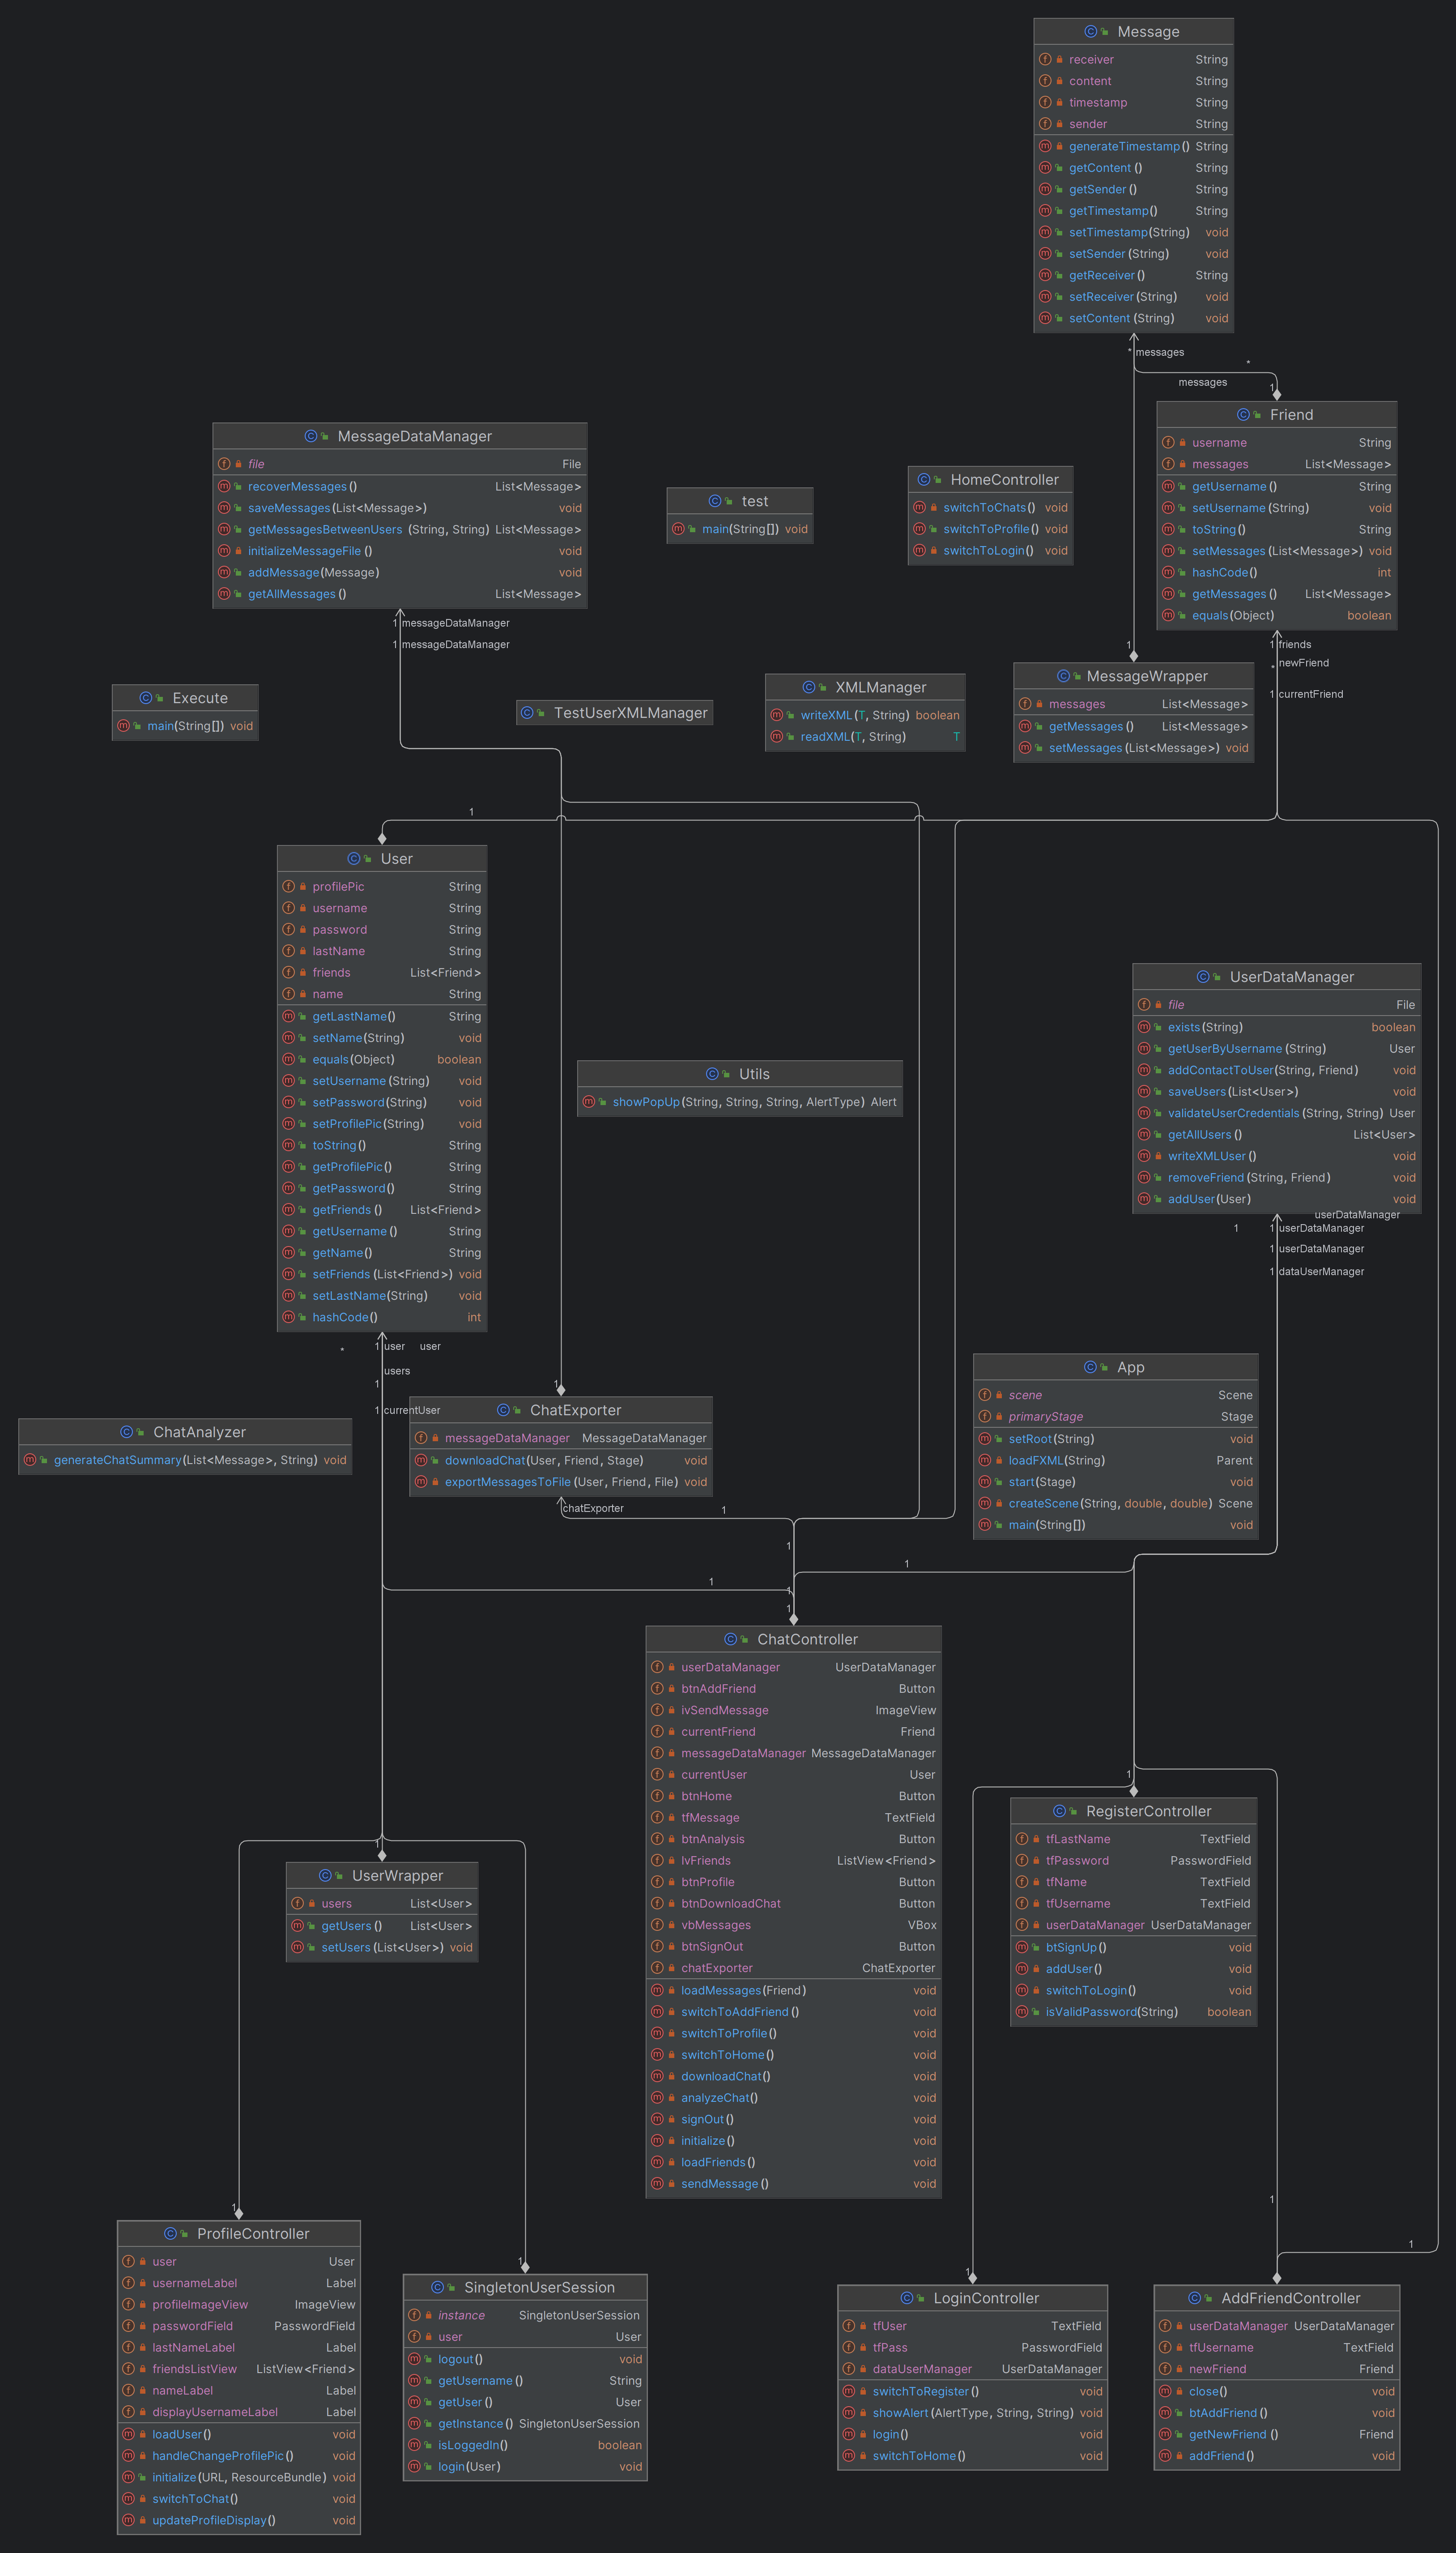 Message
receiver String
content String
timestamp String
sender String
generateTimestamp() String
getContent() String
getSender() String
getTimestamp() String
setTimestamp(String) void
setSender(String) void
getReceiver() String
setReceiver(String) void
setContent(String) void
* messages
*
messages
1
Friend
username String
messages List<Message>
getUsername() String
setUsername(String) void
toString() String
setMessages(List<Message>) void
hashCode() int
getMessages() List<Message>
equals(Object) boolean
MessageDataManager
file File
recoverMessages() List<Message>
saveMessages(List<Message>) void
getMessagesBetweenUsers(String, String) List<Message>
initializeMessageFile() void
addMessage(Message) void
getAllMessages() List<Message>
1 messageDataManager
1 messageDataManager
test
main(String[]) void
HomeController
switchToChats() void
switchToProfile() void
switchToLogin() void
1 friends
* newFriend
1 currentFriend
1
MessageWrapper
messages List<Message>
getMessages() List<Message>
setMessages(List<Message>) void
Execute
main(String[]) void
TestUserXMLManager
XMLManager
writeXML(T, String) boolean
readXML(T, String) T
1
User
profilePic String
username String
password String
lastName String
friends List<Friend>
name String
getLastName() String
setName(String) void
equals(Object) boolean
setUsername(String) void
setPassword(String) void
setProfilePic(String) void
toString() String
getProfilePic() String
getPassword() String
getFriends() List<Friend>
getUsername() String
getName() String
setFriends(List<Friend>) void
setLastName(String) void
hashCode() int
Utils
showPopUp(String, String, String, AlertType) Alert
UserDataManager
file File
exists(String) boolean
getUserByUsername(String) User
addContactToUser(String, Friend) void
saveUsers(List<User>) void
validateUserCredentials(String, String) User
getAllUsers() List<User>
writeXMLUser() void
removeFriend(String, Friend) void
addUser(User) void
userDataManager
1 1 userDataManager
1 userDataManager
1 dataUserManager
* 1 user user
users
1
1 currentUser
1
ChatExporter
messageDataManager MessageDataManager
downloadChat(User, Friend, Stage) void
exportMessagesToFile(User, Friend, File) void
chatExporter 1
ChatAnalyzer
generateChatSummary(List<Message>, String) void
App
scene Scene
primaryStage Stage
setRoot(String) void
loadFXML(String) Parent
start(Stage) void
createScene(String, double, double) Scene
main(String[]) void
1
1
1
1
1
ChatController
userDataManager UserDataManager
btnAddFriend Button
ivSendMessage ImageView
currentFriend Friend
messageDataManager MessageDataManager
currentUser User
btnHome Button
tfMessage TextField
btnAnalysis Button
lvFriends ListView<Friend>
btnProfile Button
btnDownloadChat Button
vbMessages VBox
btnSignOut Button
chatExporter ChatExporter
loadMessages(Friend) void
switchToAddFriend() void
switchToProfile() void
switchToHome() void
downloadChat() void
analyzeChat() void
signOut() void
initialize() void
loadFriends() void
sendMessage() void
1
RegisterController
tfLastName TextField
tfPassword PasswordField
tfName TextField
tfUsername TextField
userDataManager UserDataManager
btSignUp() void
addUser() void
switchToLogin() void
isValidPassword(String) boolean
1
UserWrapper
users List<User>
getUsers() List<User>
setUsers(List<User>) void
1
ProfileController
user User
usernameLabel Label
profileImageView ImageView
passwordField PasswordField
lastNameLabel Label
friendsListView ListView<Friend>
nameLabel Label
displayUsernameLabel Label
loadUser() void
handleChangeProfilePic() void
initialize(URL, ResourceBundle) void
switchToChat() void
updateProfileDisplay() void
1
SingletonUserSession
instance SingletonUserSession
user User
logout() void
getUsername() String
getUser() User
getInstance() SingletonUserSession
isLoggedIn() boolean
login(User) void
1
LoginController
tfUser TextField
tfPass PasswordField
dataUserManager UserDataManager
switchToRegister() void
showAlert(AlertType, String, String) void
login() void
switchToHome() void
1
1
AddFriendController
userDataManager UserDataManager
tfUsername TextField
newFriend Friend
close() void
btAddFriend() void
getNewFriend() Friend
addFriend() void